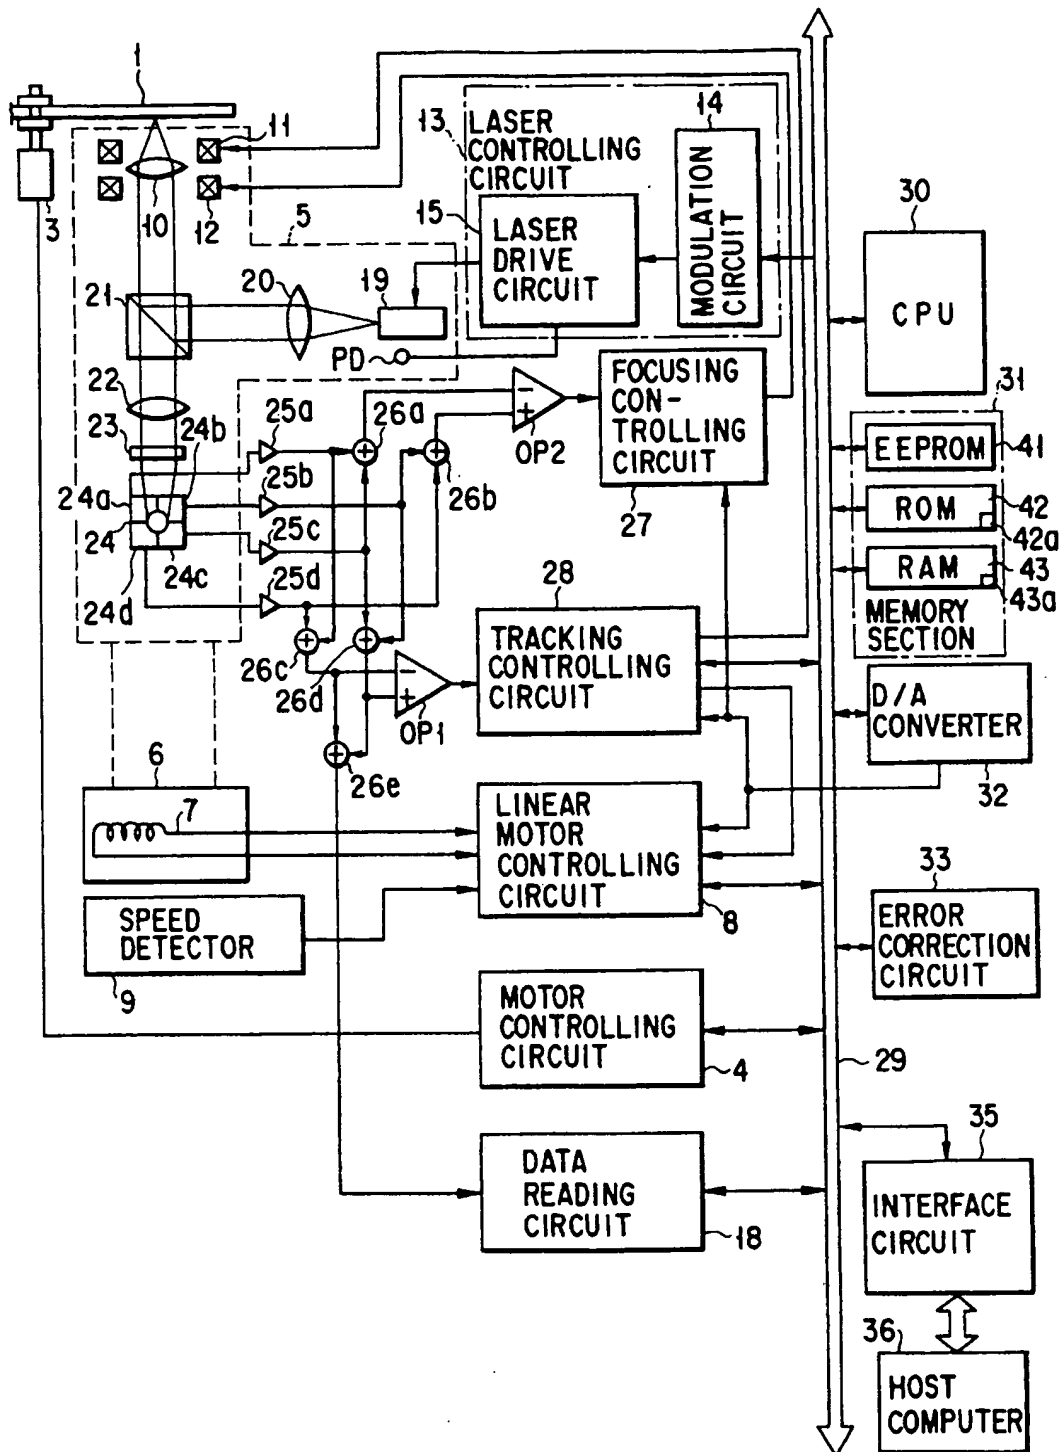 1
3
11
10
12
5
13
LASER
CONTROLLING
CIRCUIT
14
MODULATION
CIRCUIT
15
LASER
DRIVE
CIRCUIT
30
CPU
21
20
19
PD
22
23
24b
24a
24
24c
24d
25a
25b
25c
25d
26a
26b
OP2
FOCUSING
CON-
TROLLING
CIRCUIT
27
31
EEPROM
41
ROM
42
42a
RAM
43
43a
MEMORY
SECTION
26c
26d
OP1
26e
28
TRACKING
CONTROLLING
CIRCUIT
D/A
CONVERTER
32
6
7
LINEAR
MOTOR
CONTROLLING
CIRCUIT
8
SPEED
DETECTOR
9
33
ERROR
CORRECTION
CIRCUIT
MOTOR
CONTROLLING
CIRCUIT
4
29
DATA
READING
CIRCUIT
18
35
INTERFACE
CIRCUIT
36
HOST
COMPUTER